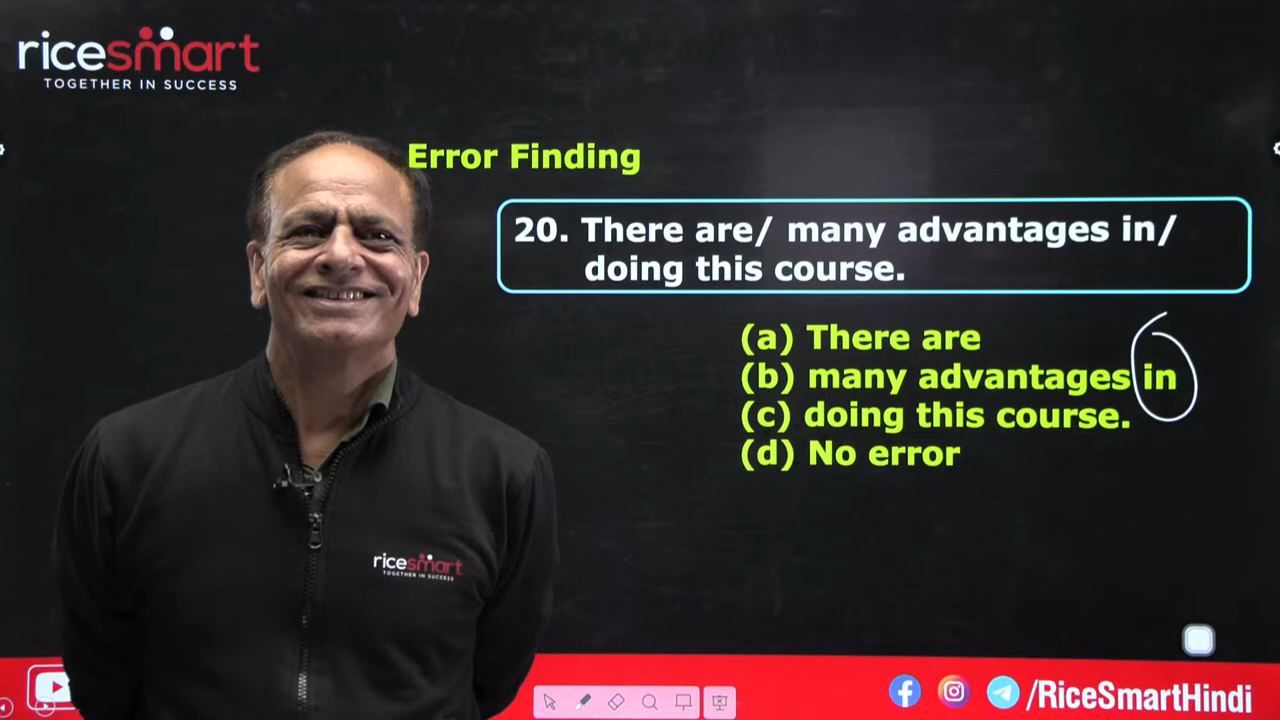 ricesmart
TOGETHER IN SUCCESS
Error Finding
20. There are/ many advantages in/
doing this course.
(a) There are
(b) many advantages in
(c) doing this course.
(d) No error
ricesmart
TOGETHER IN SUCCESS
/RiceSmartHindi